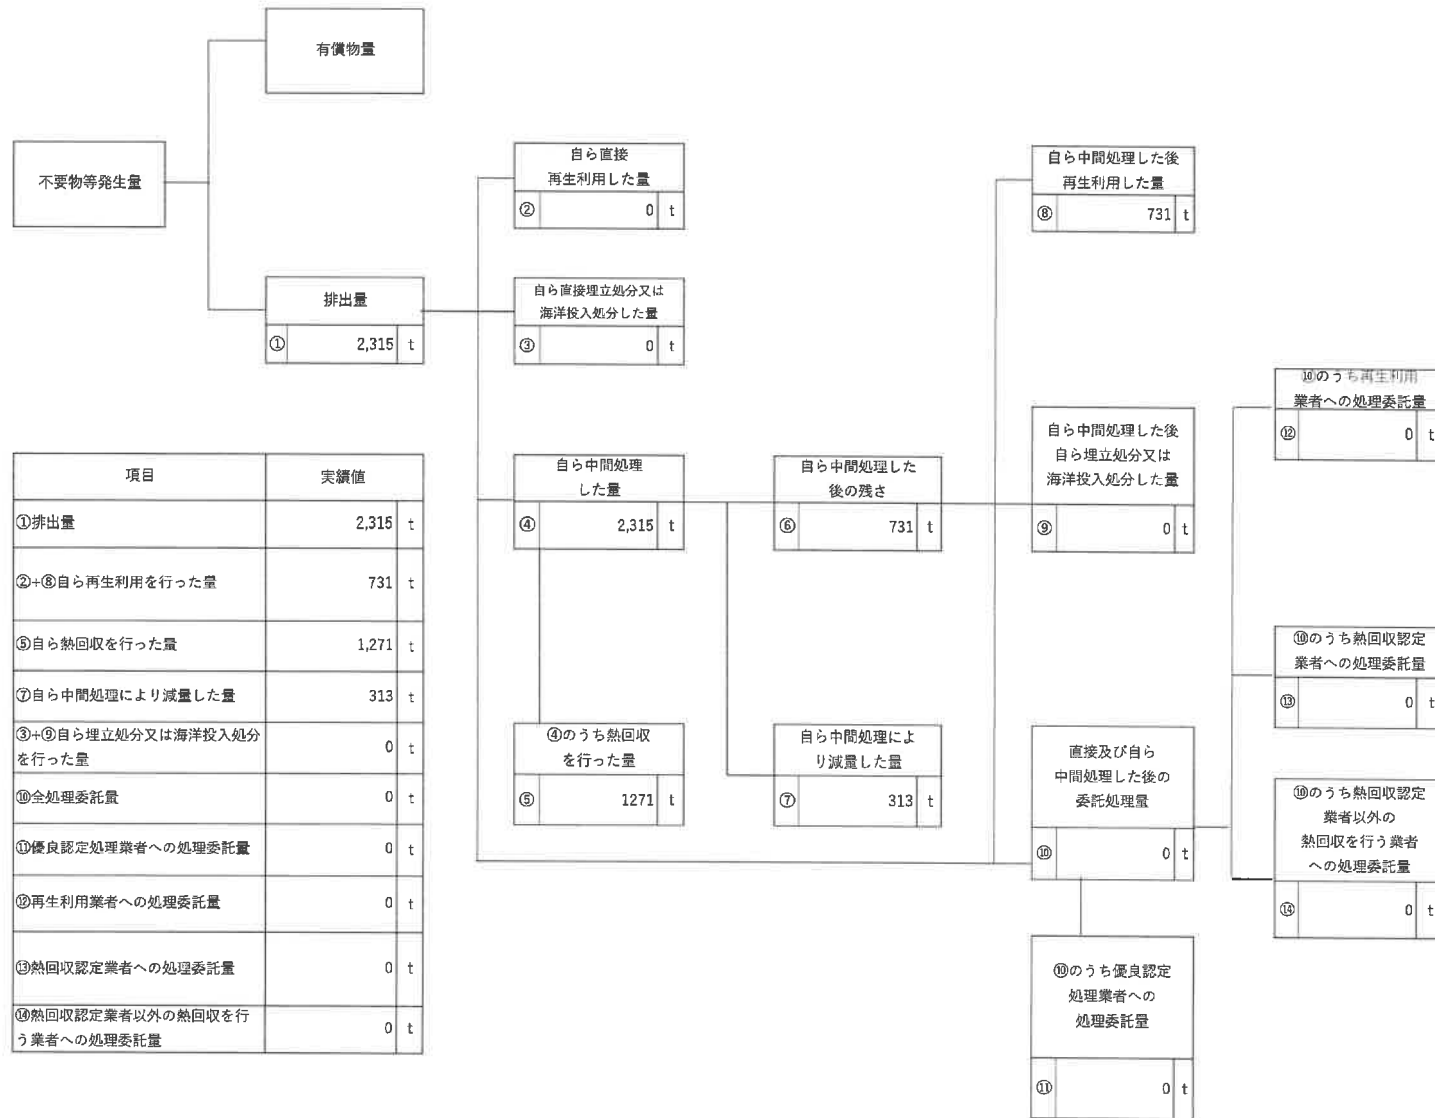 有償物量
不要物等発生量
排出量
① 2,315 t
自ら直接
再生利用した量
② 0 t
自ら直接埋立処分又は
海洋投入処分した量
③ 0 t
自ら中間処理
した量
④ 2,315 t
④のうち熱回収
を行った量
⑤ 1271 t
自ら中間処理した
後の残さ
⑥ 731 t
自ら中間処理によ
り減量した量
⑦ 313 t
自ら中間処理した後
再生利用した量
⑧ 731 t
自ら中間処理した後
自ら埋立処分又は
海洋投入処分した量
⑨ 0 t
直接及び自ら
中間処理した後の
委託処理量
⑩ 0 t
⑩のうち優良認定
処理業者への
処理委託量
⑪ 0 t
⑩のうち再生利用
業者への処理委託量
⑫ 0 t
⑩のうち熱回収認定
業者への処理委託量
⑬ 0 t
⑩のうち熱回収認定
業者以外の
熱回収を行う業者
への処理委託量
⑭ 0 t
項目 実績値
①排出量 2,315 t
②+⑧自ら再生利用を行った量 731 t
⑤自ら熱回収を行った量 1,271 t
⑦自ら中間処理により減量した量 313 t
③+⑨自ら埋立処分又は海洋投入処分
を行った量 0 t
⑩全処理委託量 0 t
⑪優良認定処理業者への処理委託量 0 t
⑫再生利用業者への処理委託量 0 t
⑬熱回収認定業者への処理委託量 0 t
⑭熱回収認定業者以外の熱回収を行
う業者への処理委託量 0 t